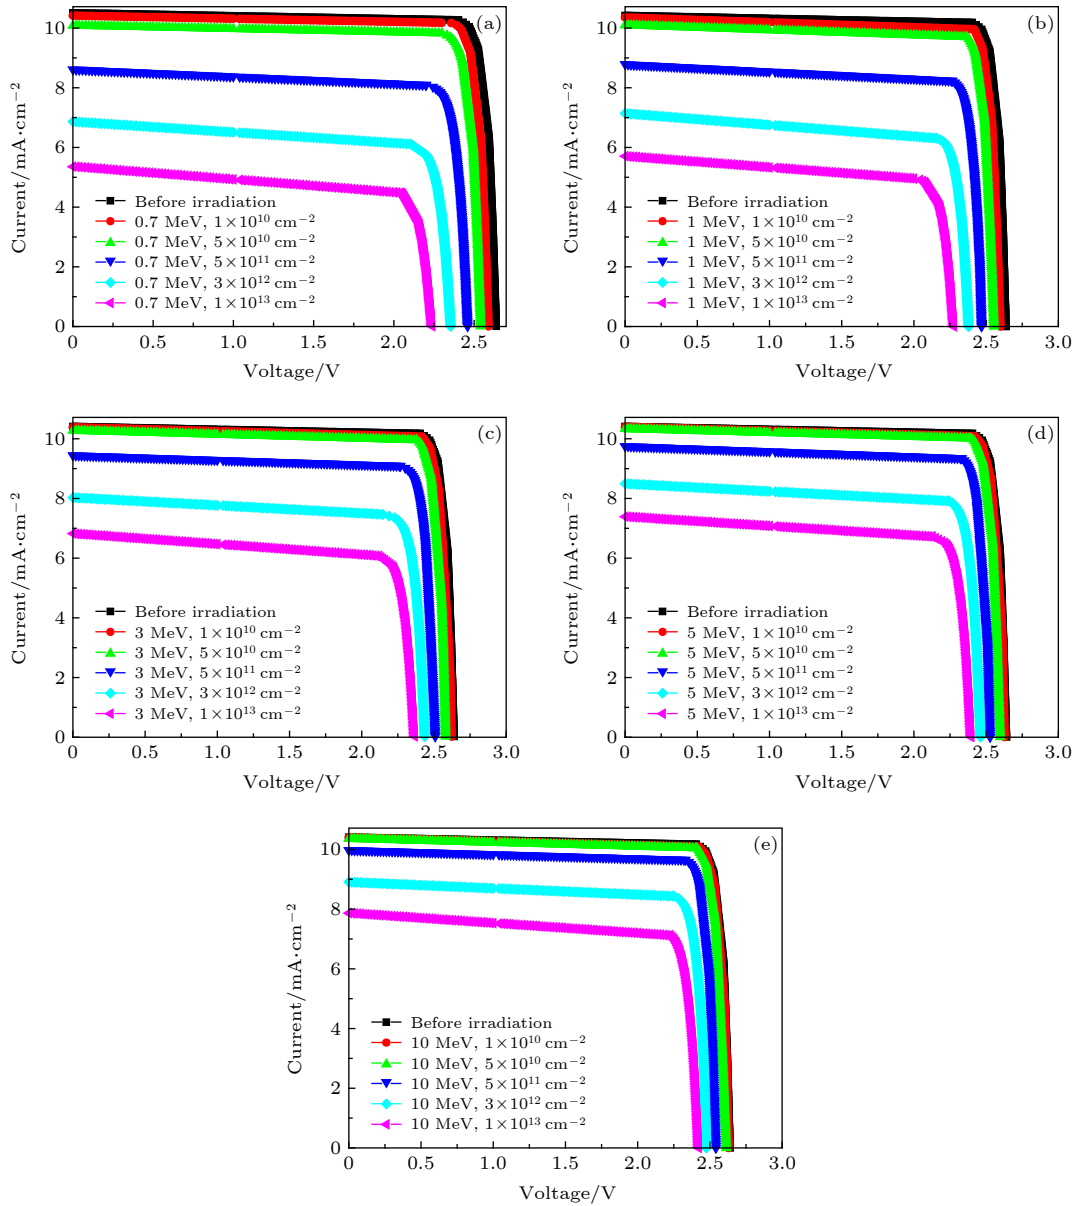 (a)
Current/mA·cm⁻²
10
8
6
4
2
0
Before irradiation
0.7 MeV, 1×10¹⁰ cm⁻²
0.7 MeV, 5×10¹⁰ cm⁻²
0.7 MeV, 5×10¹¹ cm⁻²
0.7 MeV, 3×10¹² cm⁻²
0.7 MeV, 1×10¹³ cm⁻²
0 0.5 1.0 1.5 2.0 2.5
Voltage/V
(b)
Current/mA·cm⁻²
10
8
6
4
2
0
Before irradiation
1 MeV, 1×10¹⁰ cm⁻²
1 MeV, 5×10¹⁰ cm⁻²
1 MeV, 5×10¹¹ cm⁻²
1 MeV, 3×10¹² cm⁻²
1 MeV, 1×10¹³ cm⁻²
0 0.5 1.0 1.5 2.0 2.5 3.0
Voltage/V
(c)
Current/mA·cm⁻²
10
8
6
4
2
0
Before irradiation
3 MeV, 1×10¹⁰ cm⁻²
3 MeV, 5×10¹⁰ cm⁻²
3 MeV, 5×10¹¹ cm⁻²
3 MeV, 3×10¹² cm⁻²
3 MeV, 1×10¹³ cm⁻²
0 0.5 1.0 1.5 2.0 2.5 3.0
Voltage/V
(d)
Current/mA·cm⁻²
10
8
6
4
2
0
Before irradiation
5 MeV, 1×10¹⁰ cm⁻²
5 MeV, 5×10¹⁰ cm⁻²
5 MeV, 5×10¹¹ cm⁻²
5 MeV, 3×10¹² cm⁻²
5 MeV, 1×10¹³ cm⁻²
0 0.5 1.0 1.5 2.0 2.5 3.0
Voltage/V
(e)
Current/mA·cm⁻²
10
8
6
4
2
0
Before irradiation
10 MeV, 1×10¹⁰ cm⁻²
10 MeV, 5×10¹⁰ cm⁻²
10 MeV, 5×10¹¹ cm⁻²
10 MeV, 3×10¹² cm⁻²
10 MeV, 1×10¹³ cm⁻²
0 0.5 1.0 1.5 2.0 2.5 3.0
Voltage/V